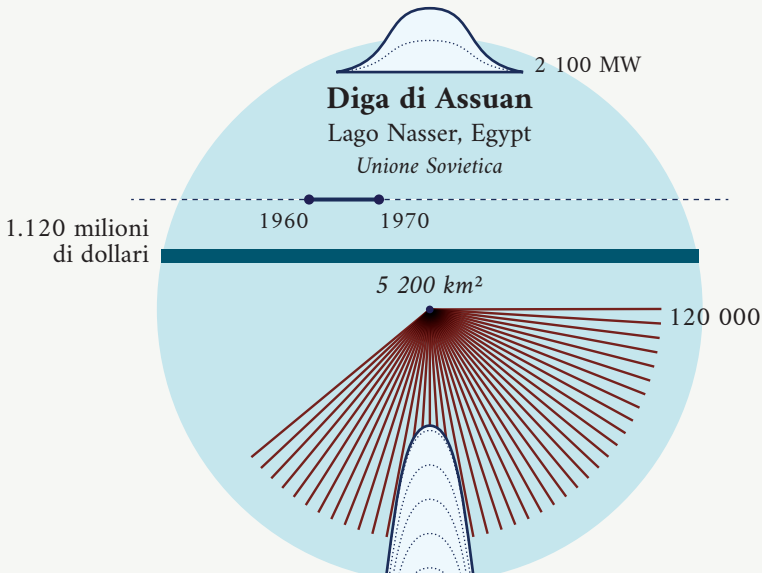 2 100 MW
Diga di Assuan
Lago Nasser, Egypt
Unione Sovietica
1960
1970
1.120 milioni
di dollari
5 200 km²
120 000